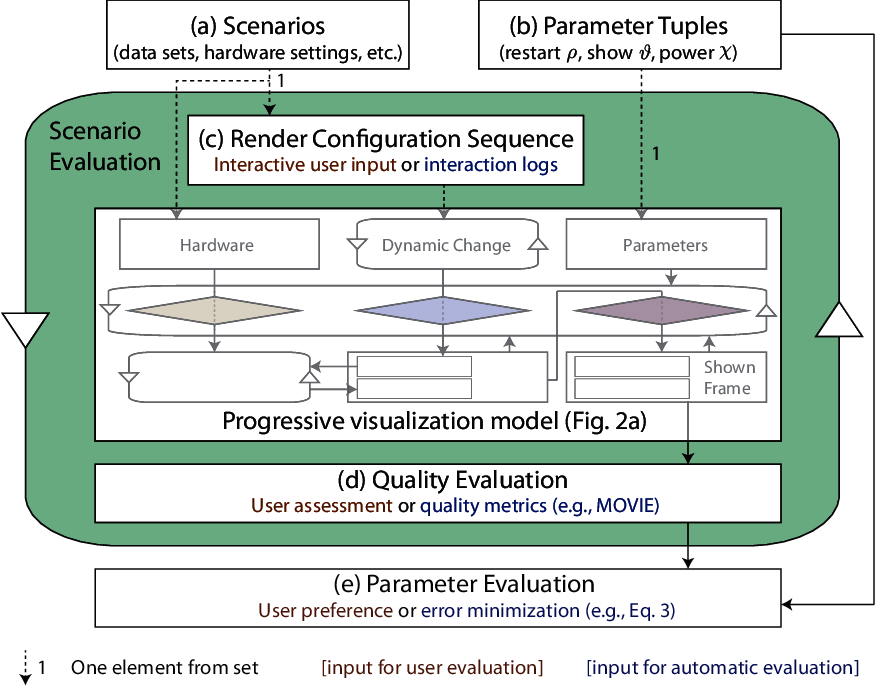 (a) Scenarios
(data sets, hardware settings, etc.)
(b) Parameter Tuples
(restart ρ, show ϑ, power χ)
1
Scenario
Evaluation
(c) Render Configuration Sequence
Interactive user input or interaction logs
1
Hardware
Dynamic Change
Parameters
Shown
Frame
Progressive visualization model (Fig. 2a)
(d) Quality Evaluation
User assessment or quality metrics (e.g., MOVIE)
(e) Parameter Evaluation
User preference or error minimization (e.g., Eq. 3)
1 One element from set [input for user evaluation] [input for automatic evaluation]